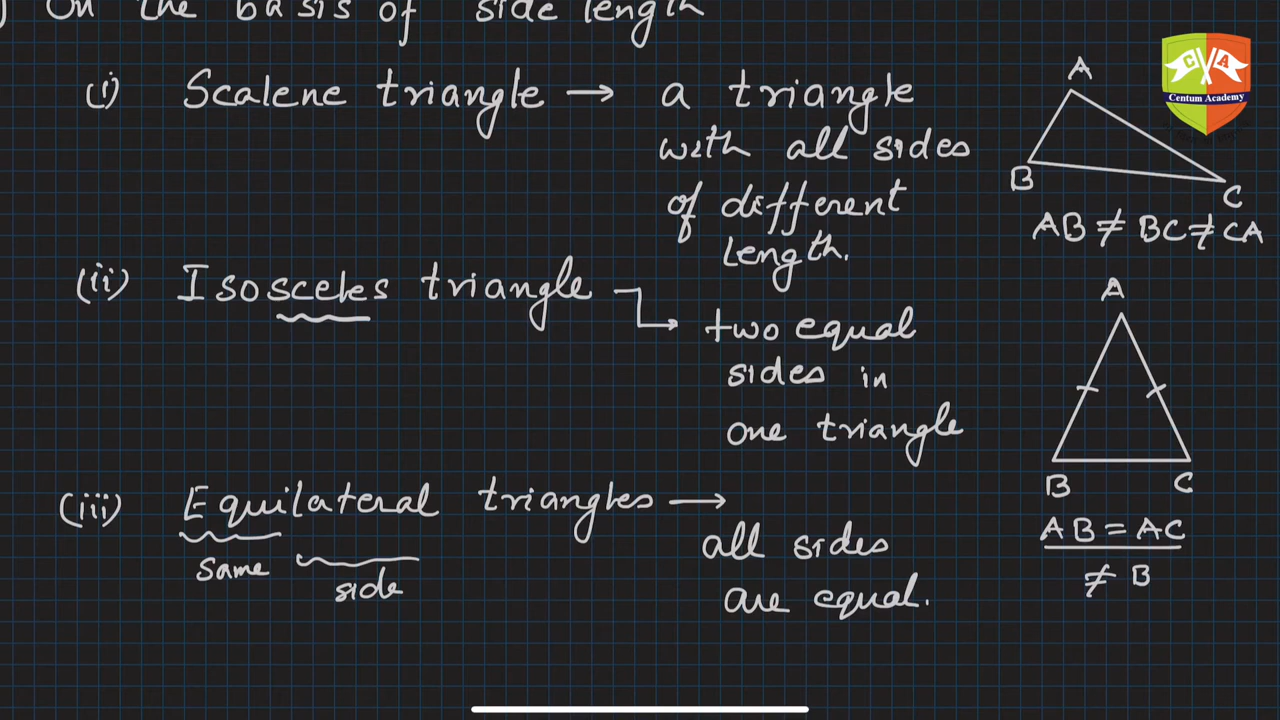 On the basis of side length
(i) Scalene triangle → a triangle
with all sides
of different
length.
A
B
C
AB ≠ BC ≠ CA
C A
Centum Academy
(ii) Isosceles triangle
two equal
sides in
one triangle
A
B
C
AB = AC
≠ B
(iii) Equilateral triangles →
same
side
all sides
are equal.